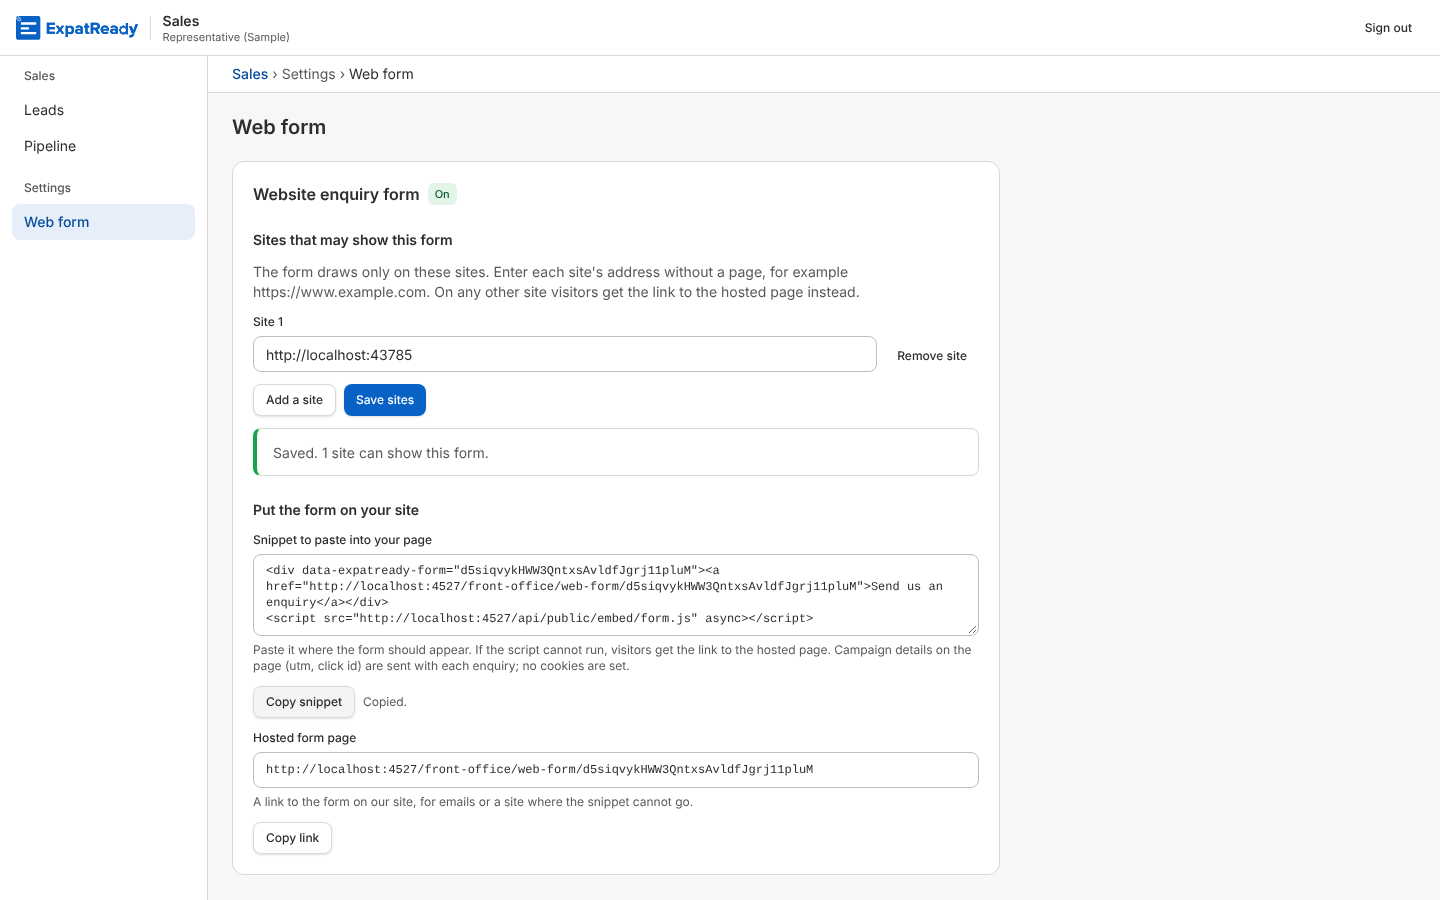 ExpatReady
Sales
Representative (Sample)
Sign out
Sales
Leads
Pipeline
Settings
Web form
Sales › Settings › Web form
Web form
Website enquiry form On
Sites that may show this form
The form draws only on these sites. Enter each site's address without a page, for example
https://www.example.com. On any other site visitors get the link to the hosted page instead.
Site 1
http://localhost:43785
Remove site
Add a site
Save sites
Saved. 1 site can show this form.
Put the form on your site
Snippet to paste into your page
<div data-expatready-form="d5siqvykHWW3QntxsAvldfJgrj11pluM"><a
href="http://localhost:4527/front-office/web-form/d5siqvykHWW3QntxsAvldfJgrj11pluM">Send us an
enquiry</a></div>
<script src="http://localhost:4527/api/public/embed/form.js" async></script>
Paste it where the form should appear. If the script cannot run, visitors get the link to the hosted page. Campaign details on the
page (utm, click id) are sent with each enquiry; no cookies are set.
Copy snippet
Copied.
Hosted form page
http://localhost:4527/front-office/web-form/d5siqvykHWW3QntxsAvldfJgrj11pluM
A link to the form on our site, for emails or a site where the snippet cannot go.
Copy link